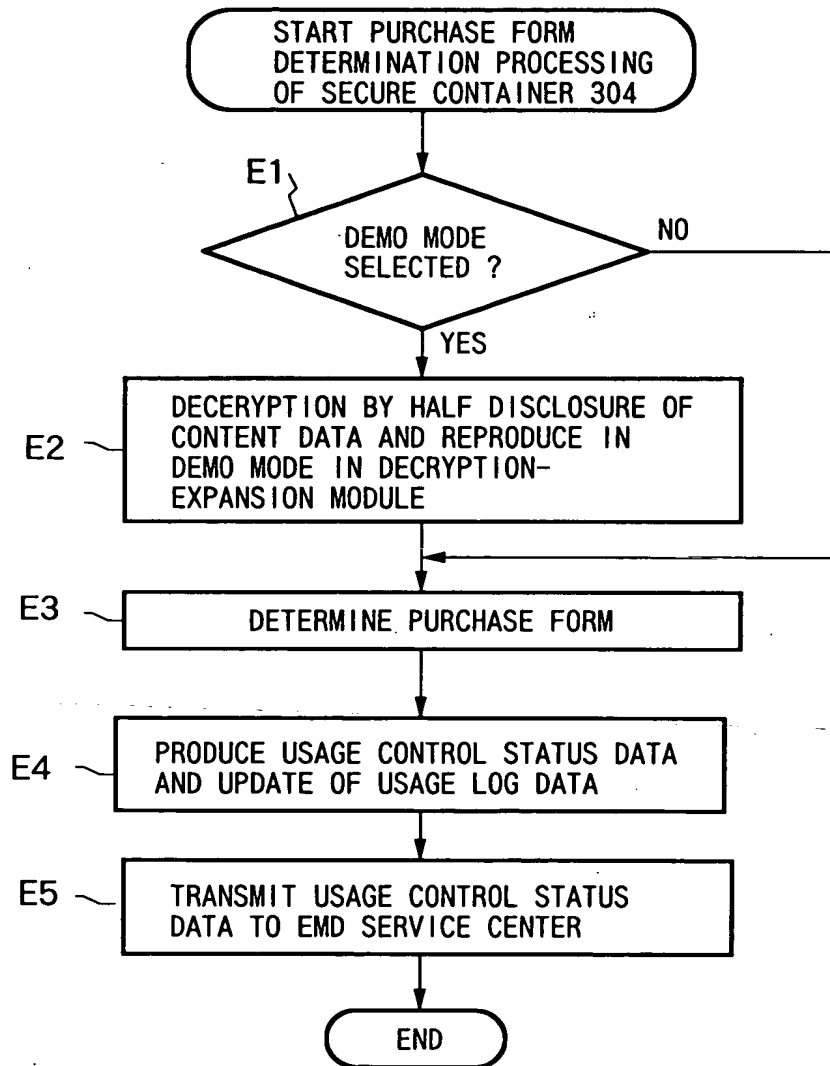 START PURCHASE FORM
DETERMINATION PROCESSING
OF SECURE CONTAINER 304
E1
DEMO MODE
SELECTED ?
NO
YES
E2
DECERYPTION BY HALF DISCLOSURE OF
CONTENT DATA AND REPRODUCE IN
DEMO MODE IN DECRYPTION-
EXPANSION MODULE
E3
DETERMINE PURCHASE FORM
E4
PRODUCE USAGE CONTROL STATUS DATA
AND UPDATE OF USAGE LOG DATA
E5
TRANSMIT USAGE CONTROL STATUS
DATA TO EMD SERVICE CENTER
END